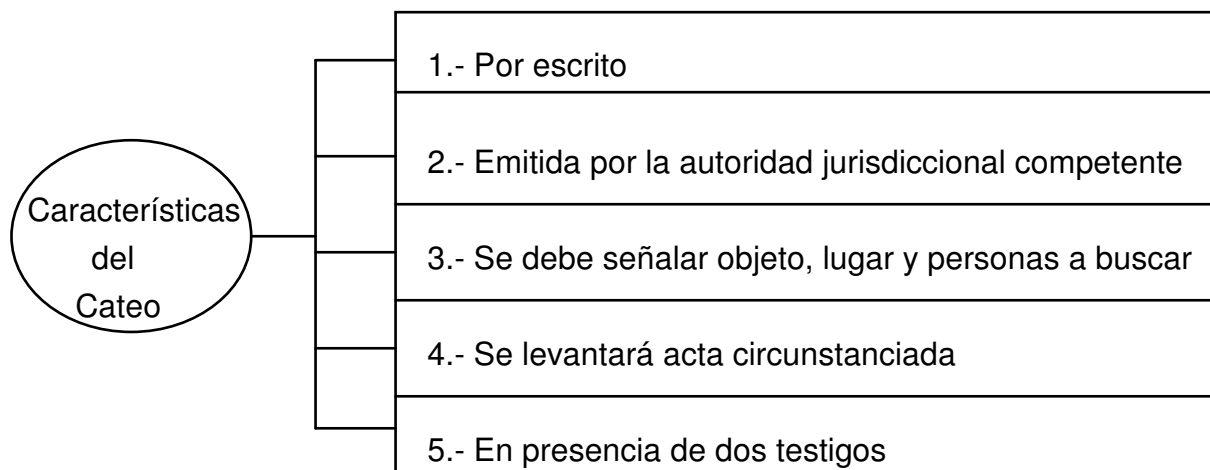 Característícas
del
Cateo
1.- Por escrito
2.- Emitida por la autoridad jurisdiccional competente
3.- Se debe señalar objeto, lugar y personas a buscar
4.- Se levantará acta circunstanciada
5.- En presencia de dos testigos